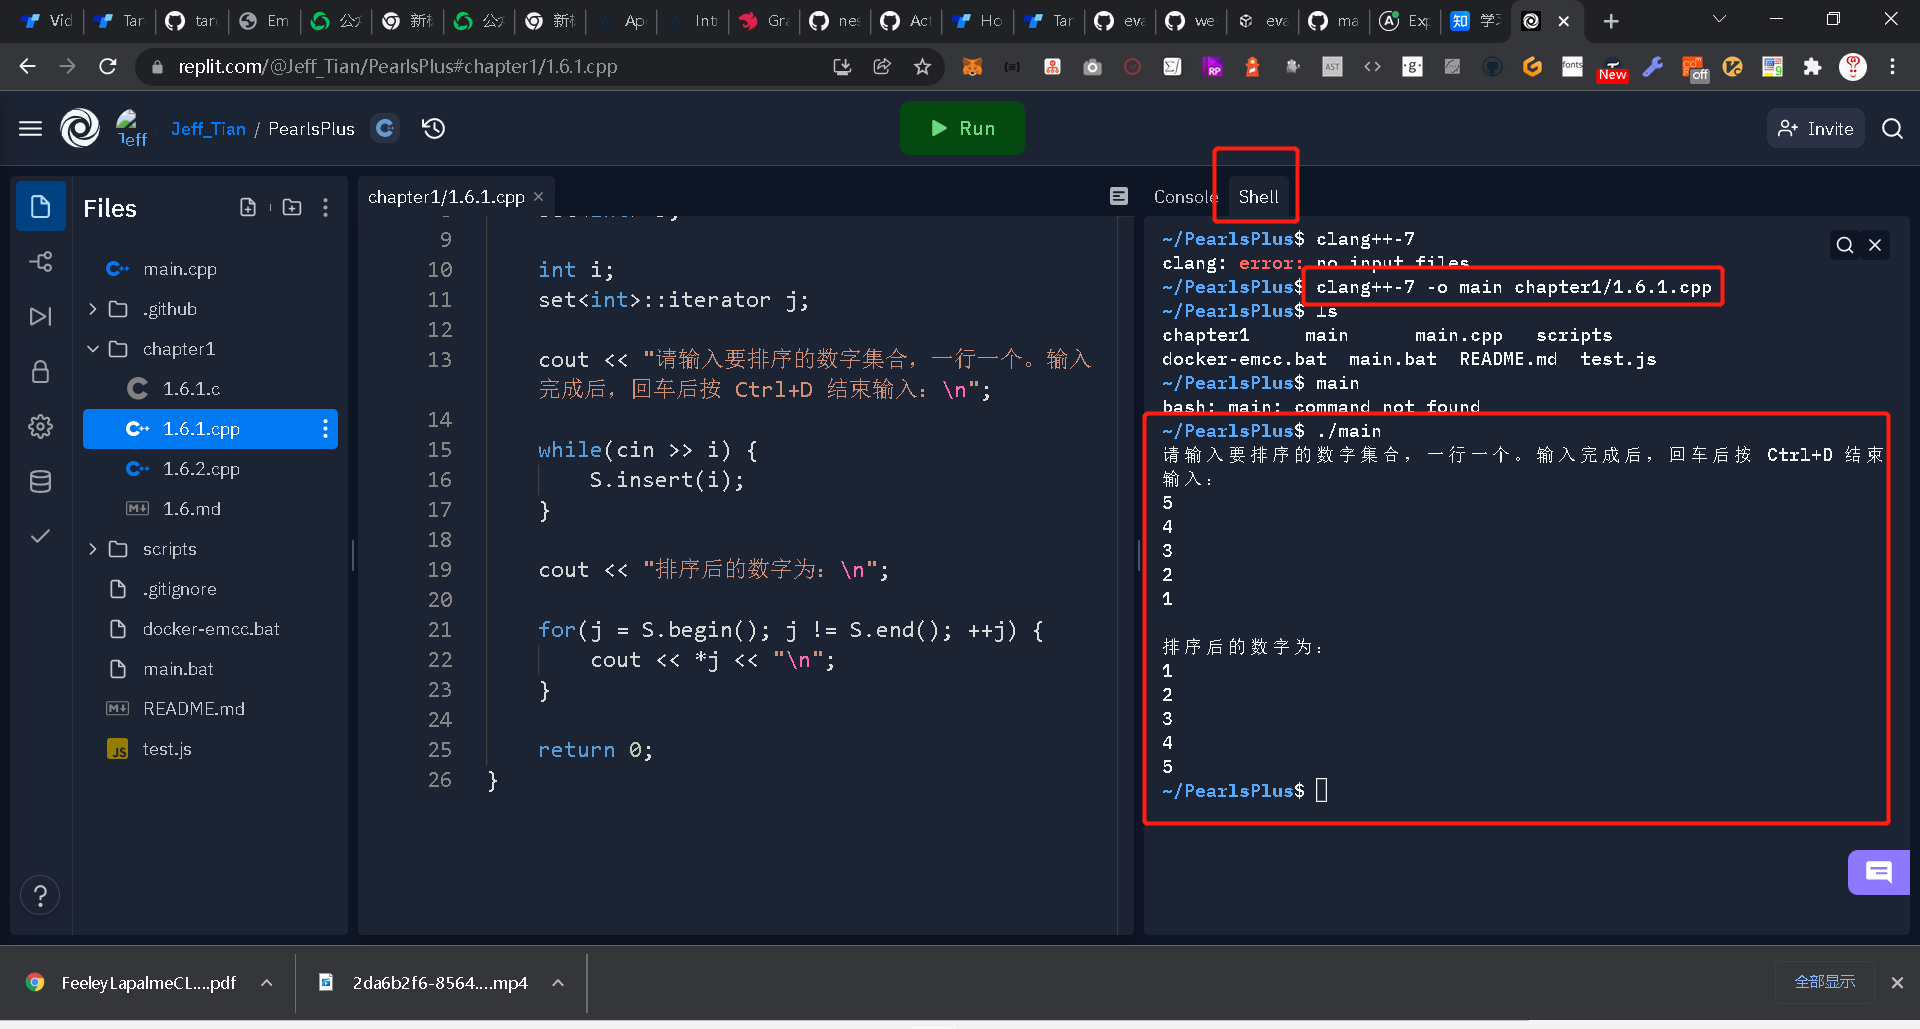 Vid
Tar
tar
Em
公
新
公
新
Ap
Int
Gra
nes
Act
Ho
Tar
eva
we
eva
ma
Exp
知 学
replit.com/@Jeff_Tian/PearlsPlus#chapter1/1.6.1.cpp
RP
AST
·g·
fonts
New
off
Jeff
Jeff_Tian / PearlsPlus
Run
Invite
Files
main.cpp
.github
chapter1
1.6.1.c
1.6.1.cpp
1.6.2.cpp
1.6.md
scripts
.gitignore
docker-emcc.bat
main.bat
README.md
JS test.js
chapter1/1.6.1.cpp ×
9
10 int i;
11 set<int>::iterator j;
12
13 cout << "请输入要排序的数字集合，一行一个。输入
完成后，回车后按 Ctrl+D 结束输入：\n";
14
15 while(cin >> i) {
16 S.insert(i);
17 }
18
19 cout << "排序后的数字为：\n";
20
21 for(j = S.begin(); j != S.end(); ++j) {
22 cout << *j << "\n";
23 }
24
25 return 0;
26 }
Console Shell
~/PearlsPlus$ clang++-7
clang: error: no input files
~/PearlsPlus$ clang++-7 -o main chapter1/1.6.1.cpp
~/PearlsPlus$ ls
chapter1 main main.cpp scripts
docker-emcc.bat main.bat README.md test.js
~/PearlsPlus$ main
bash: main: command not found
~/PearlsPlus$ ./main
请输入要排序的数字集合，一行一个。输入完成后，回车后按 Ctrl+D 结束
输入：
5
4
3
2
1
排序后的数字为：
1
2
3
4
5
~/PearlsPlus$
?
FeeleyLapalmeCL....pdf
2da6b2f6-8564....mp4
全部显示